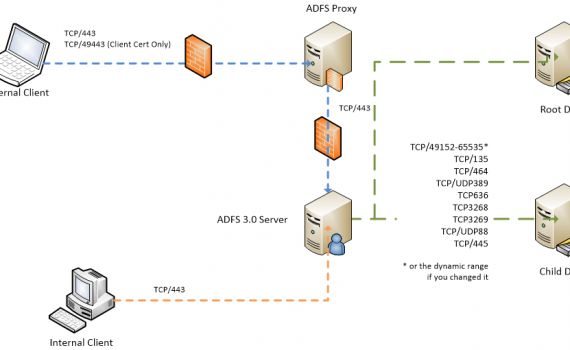 ADFS Proxy
TCP/443
TCP/49443 (Client Cert Only)
ernal Client
TCP/443
Root D
TCP/49152-65535*
TCP/135
TCP/464
TCP/UDP389
TCP636
TCP3268
TCP3269
TCP/UDP88
TCP/445
* or the dynamic range
if you changed it
ADFS 3.0 Server
Child D
TCP/443
Internal Client